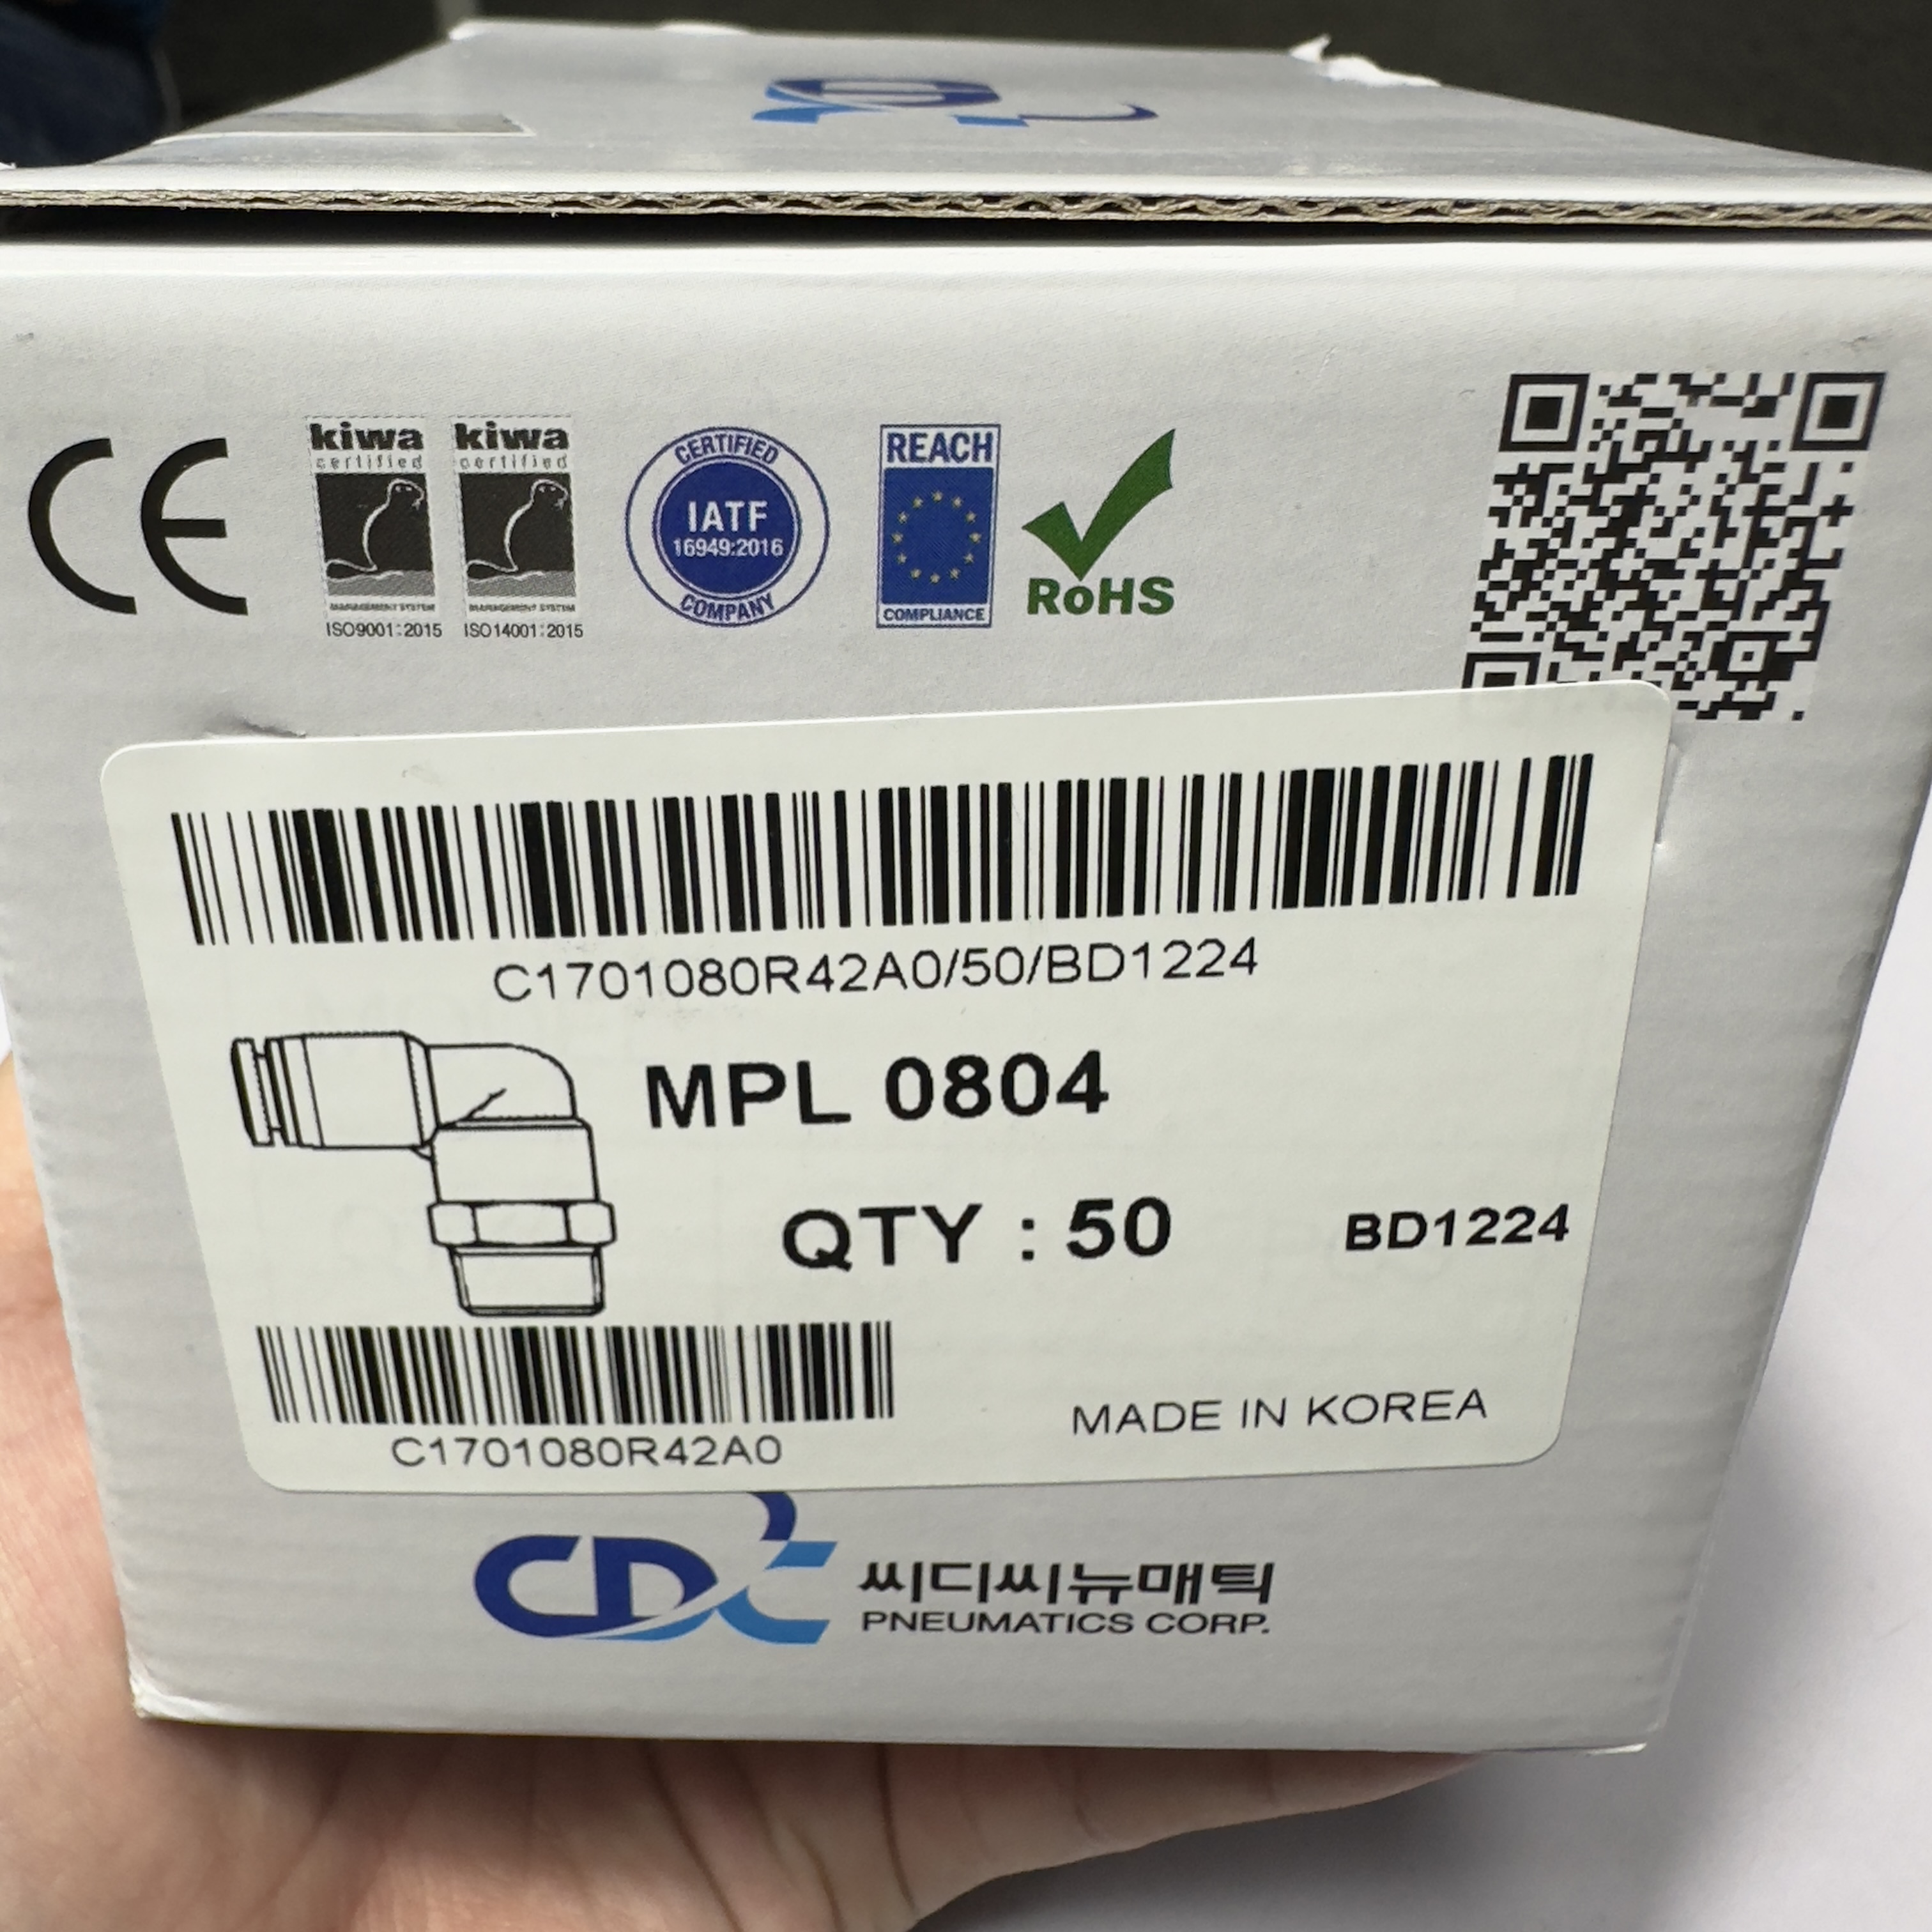 CE
kiwa
certified
MANAGEMENT SYSTEM
ISO9001:2015
kiwa
certified
MANAGEMENT SYSTEM
ISO14001:2015
CERTIFIED
IATF
16949:2016
COMPANY
REACH
COMPLIANCE
RoHS
C1701080R42A0/50/BD1224
MPL 0804
QTY : 50
BD1224
C1701080R42A0
MADE IN KOREA
CDC
씨디씨뉴매틱
PNEUMATICS CORP.